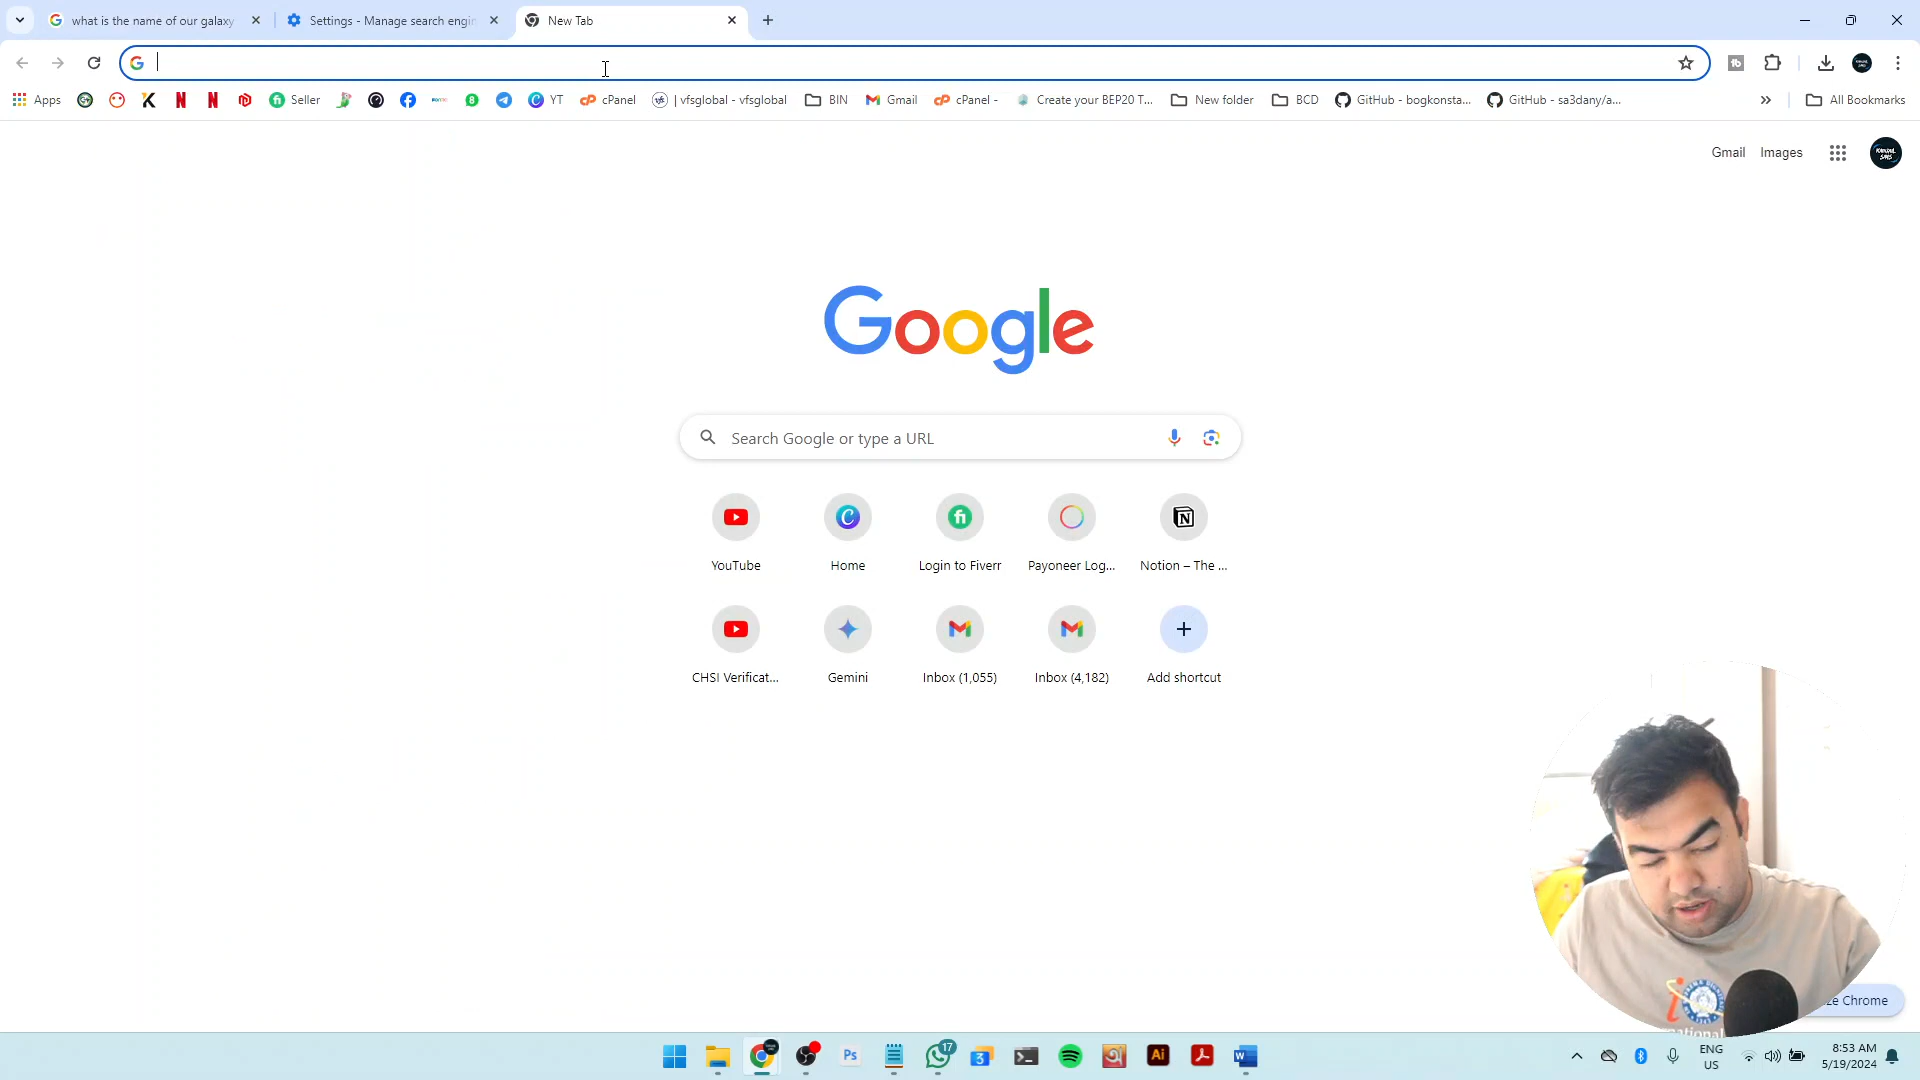 what is the name of our galaxy
Settings - Manage search engin
New Tab
Apps
Seller
YT
cPanel
| vfsglobal - vfsglobal
BIN
Gmail
cPanel -
Create your BEP20 T...
New folder
BCD
GitHub - bogkonsta...
GitHub - sa3dany/a...
All Bookmarks
Gmail
Images
Google
Search Google or type a URL
YouTube
Home
Login to Fiverr
Payoneer Log...
Notion – The ...
CHSI Verificat...
Gemini
Inbox (1,055)
Inbox (4,182)
Add shortcut
ze Chrome
17
ENG
US
8:53 AM
5/19/2024